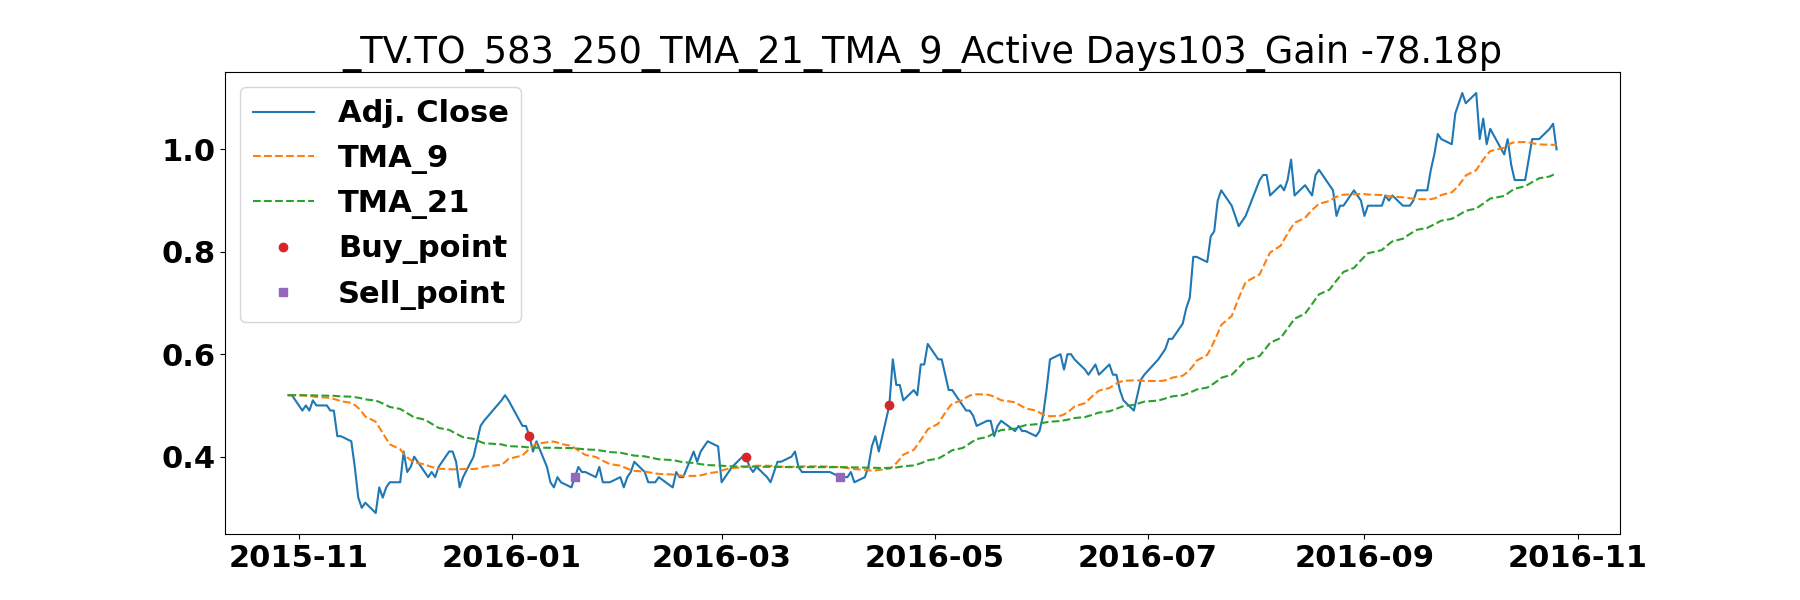 _TV.TO_583_250_TMA_21_TMA_9_Active Days103_Gain -78.18p
Adj. Close
TMA_9
TMA_21
Buy_point
Sell_point
1.0
0.8
0.6
0.4
2015-11 2016-01 2016-03 2016-05 2016-07 2016-09 2016-11